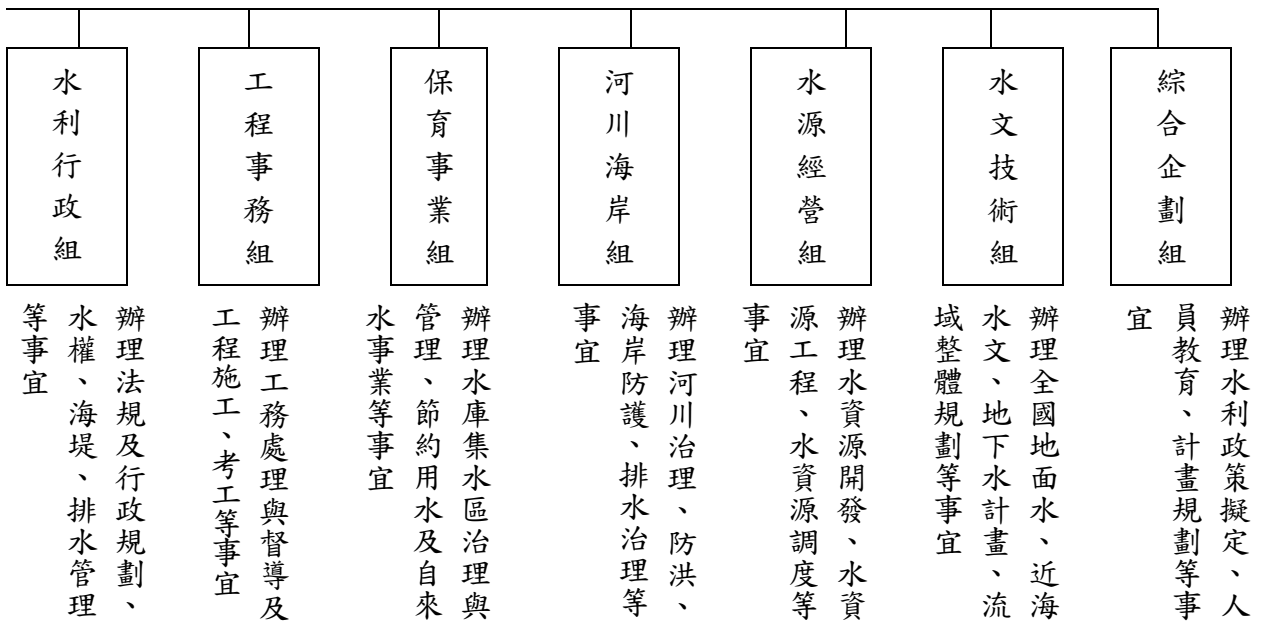 綜合企劃組
辦理水利政策擬定、人
員教育、計畫規劃等事
宜
水文技術組
辦理全國地面水、近海
水文、地下水計畫、流
域整體規劃等事宜
水源經營組
辦理水資源開發、水資
源工程、水資源調度等
事宜
河川海岸組
辦理河川治理、防洪、
海岸防護、排水治理等
事宜
保育事業組
辦理水庫集水區治理與
管理、節約用水及自來
水事業等事宜
工程事務組
辦理工務處理與督導及
工程施工、考工等事宜
水利行政組
辦理法規及行政規劃、
水權、海堤、排水管理
等事宜